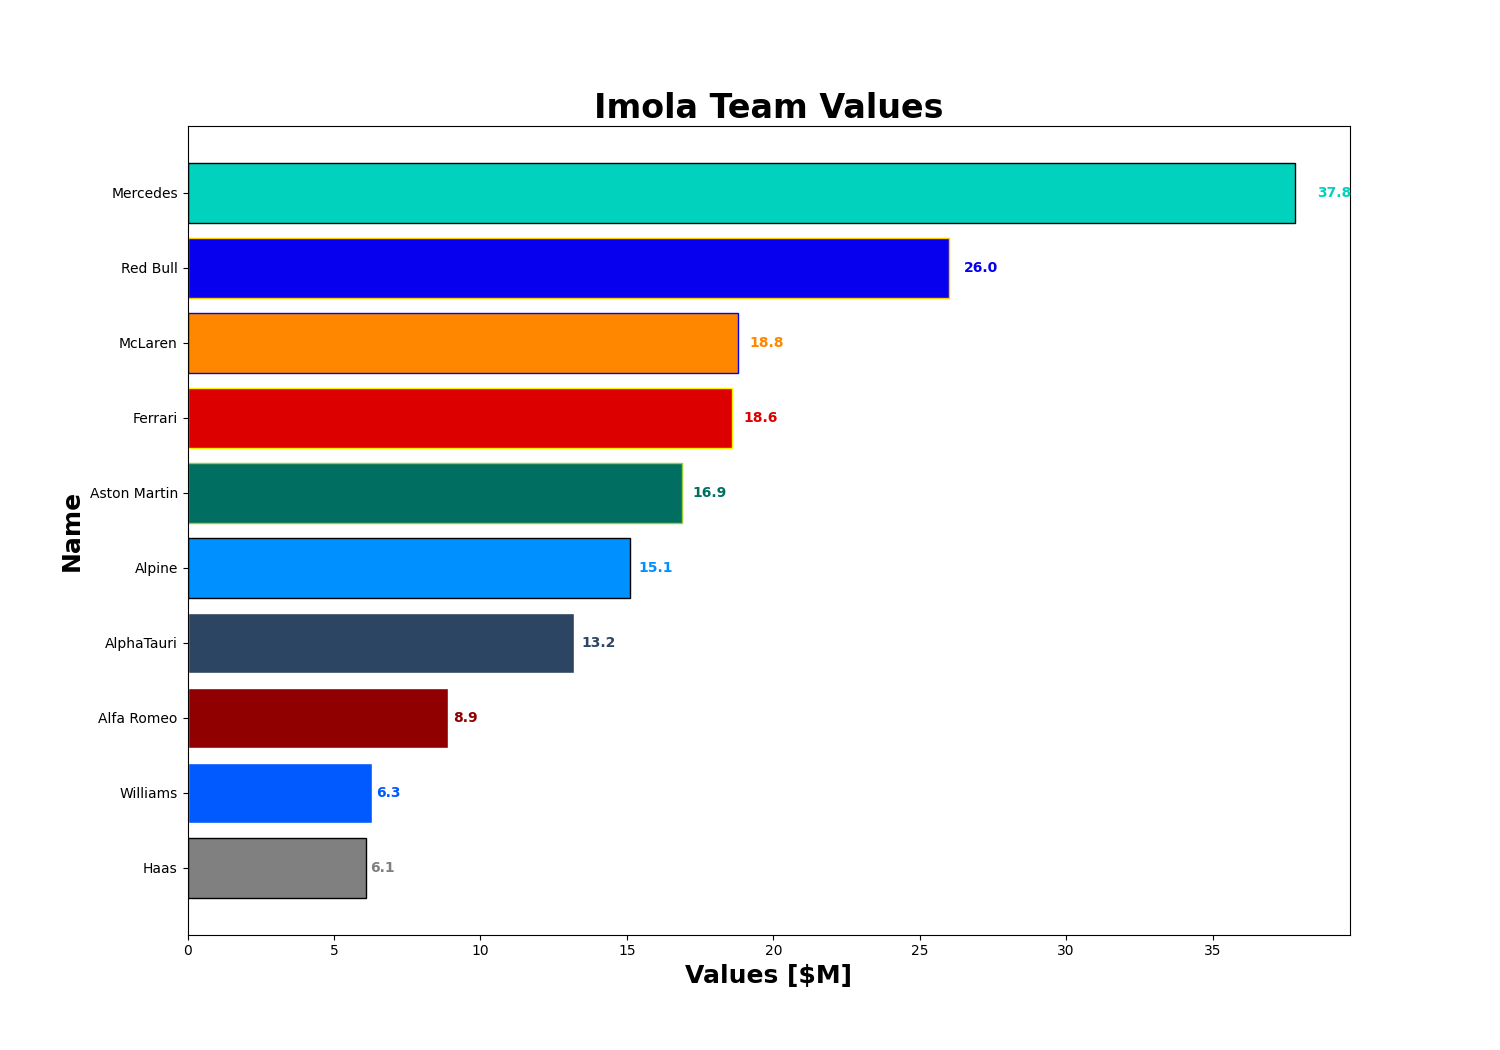 Imola Team Values
Mercedes 37.8
Red Bull 26.0
McLaren 18.8
Ferrari 18.6
Aston Martin 16.9
Name
Alpine 15.1
AlphaTauri 13.2
Alfa Romeo 8.9
Williams 6.3
Haas 6.1
0 5 10 15 20 25 30 35
Values [$M]